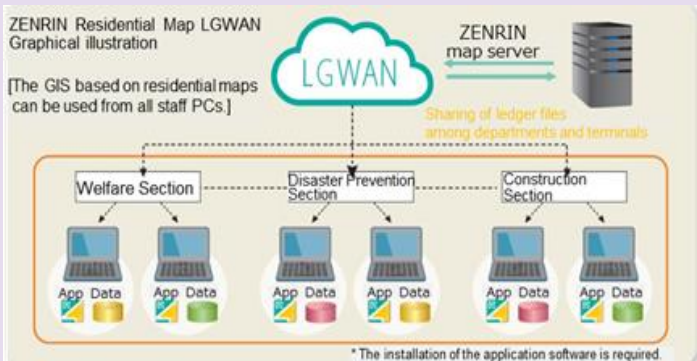 ZENRIN Residential Map LGWAN
Graphical illustration
[The GIS based on residential maps
can be used from all staff PCs.]
LGWAN
ZENRIN
map server
Sharing of ledger files
among departments and terminals
Welfare Section
Disaster Prevention
Section
Construction
Section
App Data
App Data
App Data
App Data
App Data
App Data
* The installation of the application software is required.